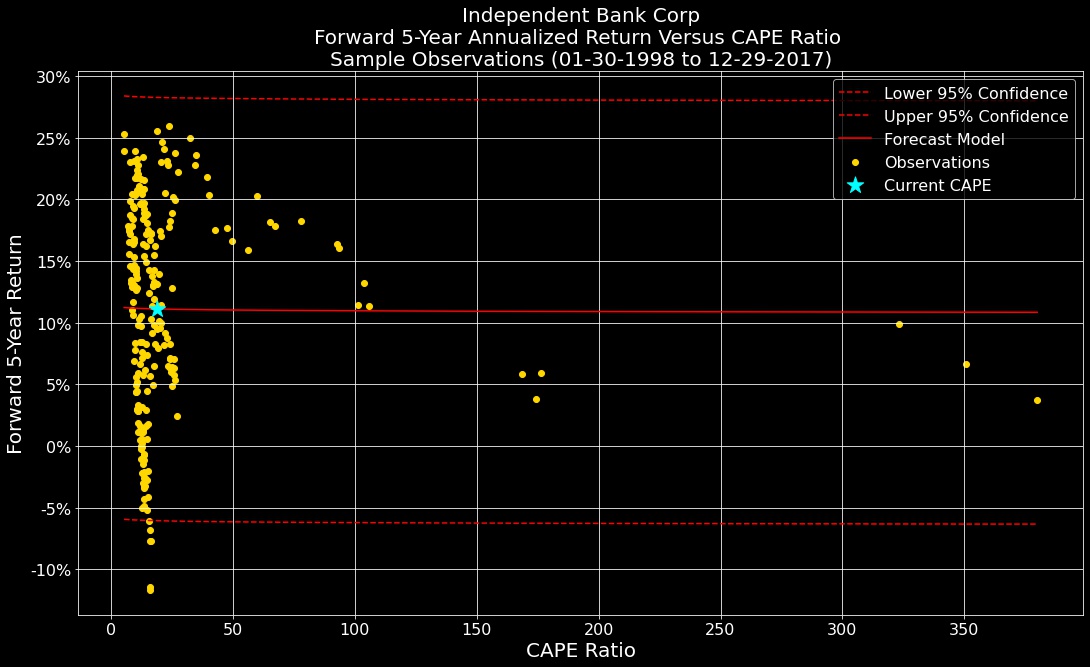 Independent Bank Corp
Forward 5-Year Annualized Return Versus CAPE Ratio
Sample Observations (01-30-1998 to 12-29-2017)
30%
25%
20%
15%
10%
5%
0%
-5%
-10%
Forward 5-Year Return
Lower 95% Confidence
Upper 95% Confidence
Forecast Model
Observations
Current CAPE
0 50 100 150 200 250 300 350
CAPE Ratio